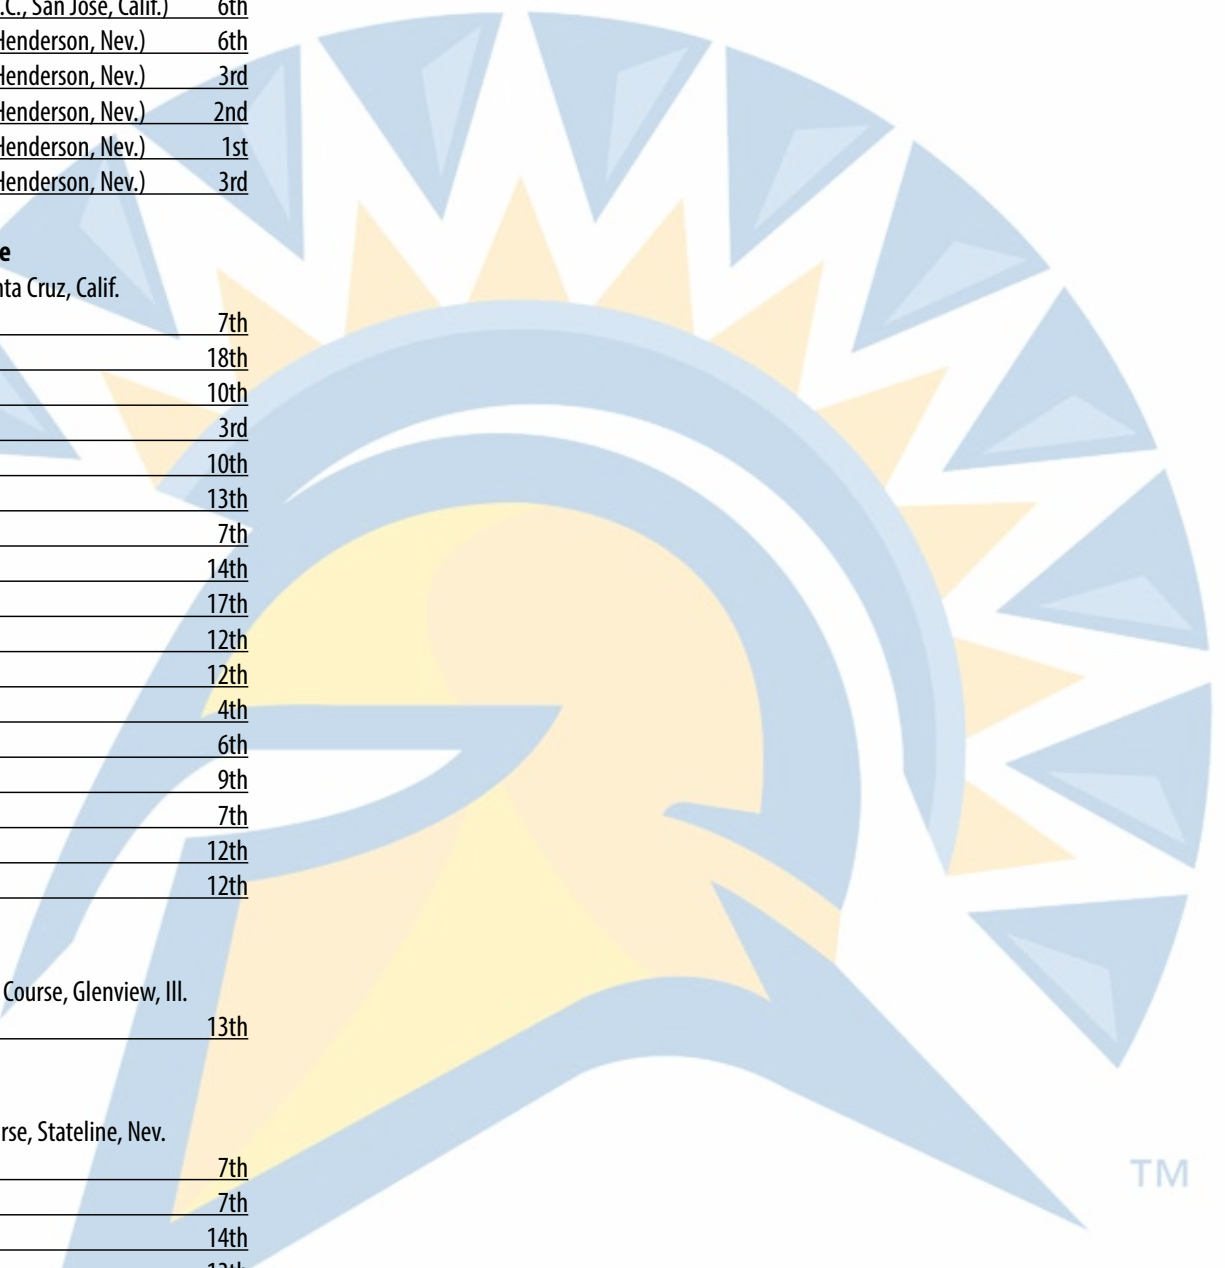 .C., San Jose, Calif.) 6th
Henderson, Nev.) 6th
Henderson, Nev.) 3rd
Henderson, Nev.) 2nd
Henderson, Nev.) 1st
Henderson, Nev.) 3rd
e
nta Cruz, Calif.
7th
18th
10th
3rd
10th
13th
7th
14th
17th
12th
12th
4th
6th
9th
7th
12th
12th
Course, Glenview, Ill.
13th
rse, Stateline, Nev.
7th
7th
14th
TM